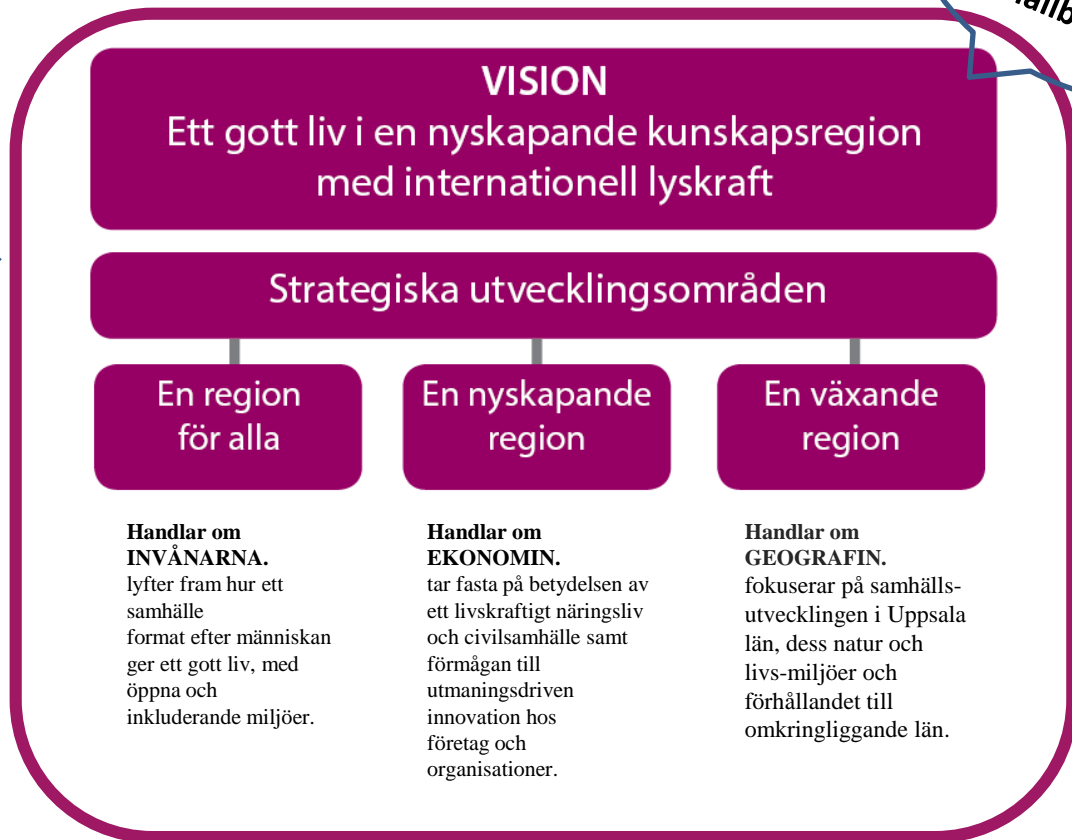 VISION
Ett gott liv i en nyskapande kunskapsregion
med internationell lyskraft
Strategiska utvecklingsområden
En region
för alla
En nyskapande
region
En växande
region
Handlar om
INVÅNARNA.
lyfter fram hur ett
samhälle
format efter människan
ger ett gott liv, med
öppna och
inkluderande miljöer.
Handlar om
EKONOMIN.
tar fasta på betydelsen av
ett livskraftigt näringsliv
och civilsamhälle samt
förmågan till
utmaningsdriven
innovation hos
företag och
organisationer.
Handlar om
GEOGRAFIN.
fokuserar på samhälls-
utvecklingen i Uppsala
län, dess natur och
livs-miljöer och
förhållandet till
omkringliggande län.